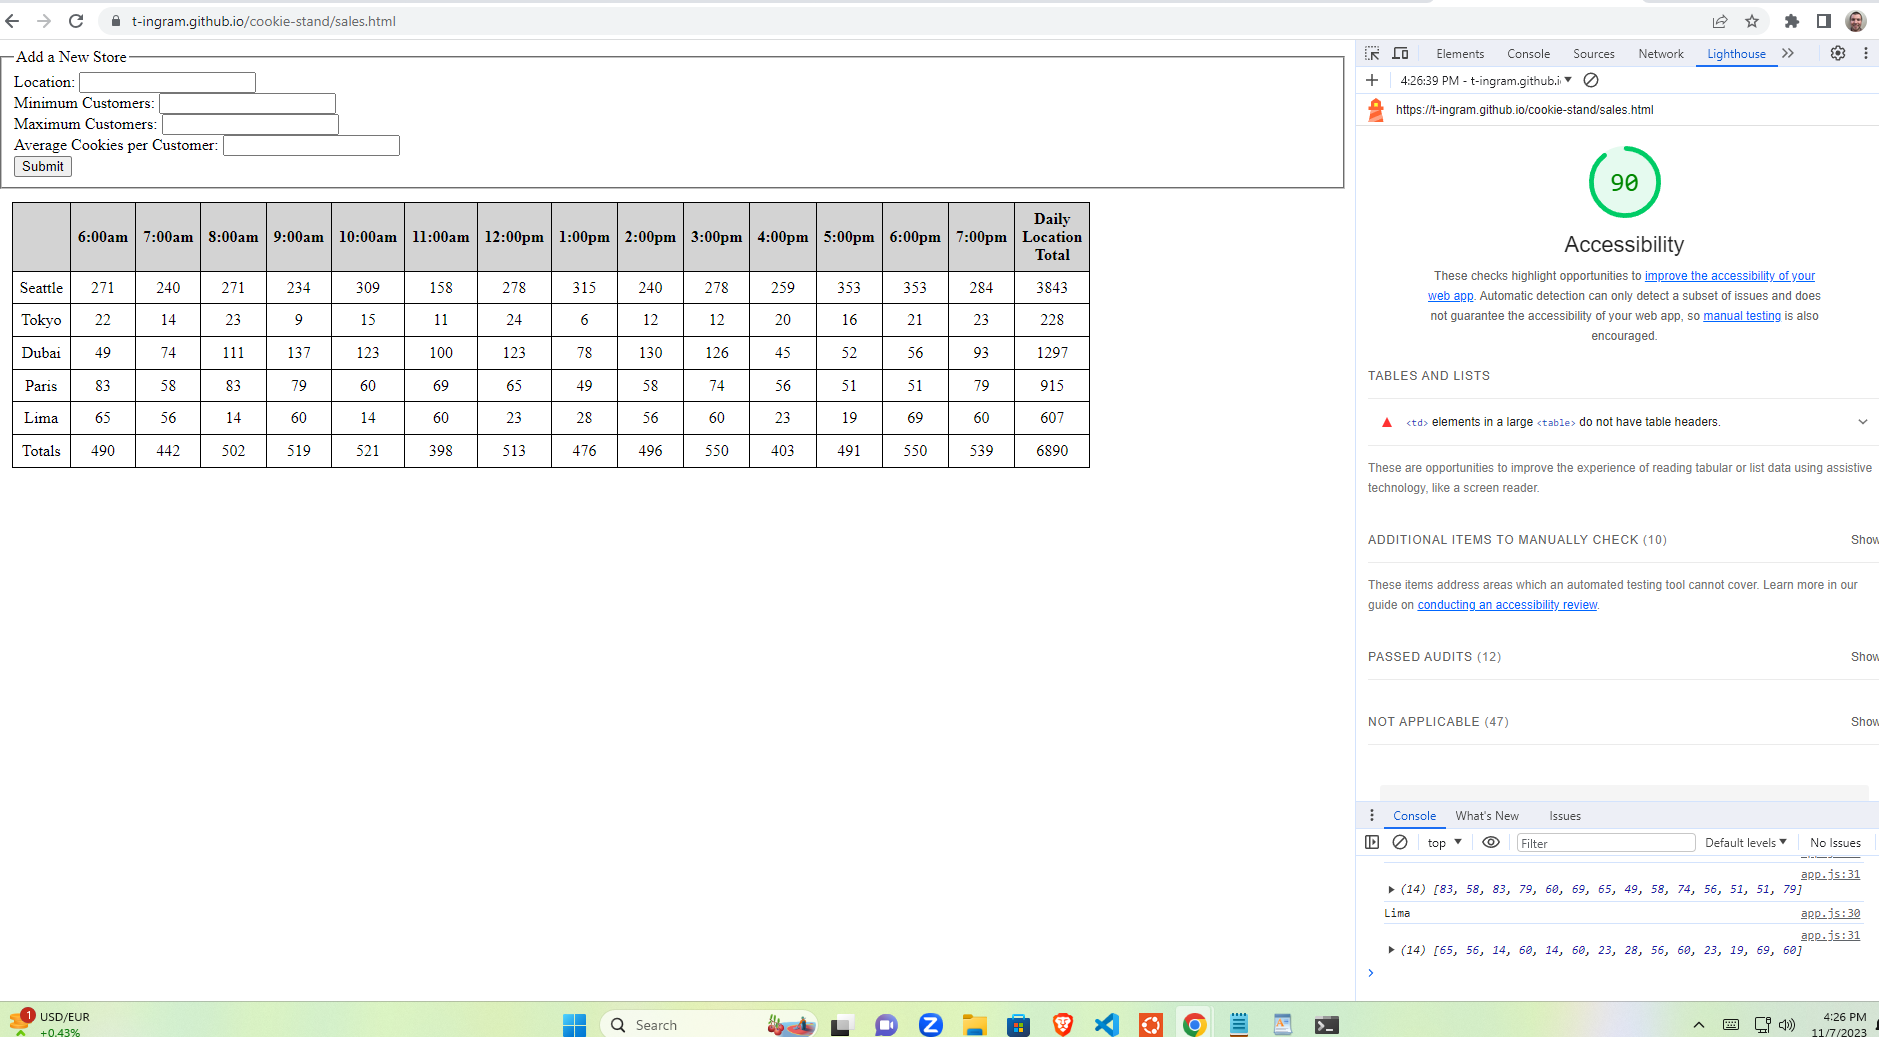 t-ingram.github.io/cookie-stand/sales.html
Add a New Store
Location:
Minimum Customers:
Maximum Customers:
Average Cookies per Customer:
Submit
6:00am 7:00am 8:00am 9:00am 10:00am 11:00am 12:00pm 1:00pm 2:00pm 3:00pm 4:00pm 5:00pm 6:00pm 7:00pm Daily Location Total
Seattle 271 240 271 234 309 158 278 315 240 278 259 353 353 284 3843
Tokyo 22 14 23 9 15 11 24 6 12 12 20 16 21 23 228
Dubai 49 74 111 137 123 100 123 78 130 126 45 52 56 93 1297
Paris 83 58 83 79 60 69 65 49 58 74 56 51 51 79 915
Lima 65 56 14 60 14 60 23 28 56 60 23 19 69 60 607
Totals 490 442 502 519 521 398 513 476 496 550 403 491 550 539 6890
Elements Console Sources Network Lighthouse
4:26:39 PM - t-ingram.github.i
https://t-ingram.github.io/cookie-stand/sales.html
90
Accessibility
These checks highlight opportunities to improve the accessibility of your
web app. Automatic detection can only detect a subset of issues and does
not guarantee the accessibility of your web app, so manual testing is also
encouraged.
TABLES AND LISTS
<td> elements in a large <table> do not have table headers.
These are opportunities to improve the experience of reading tabular or list data using assistive
technology, like a screen reader.
ADDITIONAL ITEMS TO MANUALLY CHECK (10) Show
These items address areas which an automated testing tool cannot cover. Learn more in our
guide on conducting an accessibility review.
PASSED AUDITS (12) Show
NOT APPLICABLE (47) Show
Console What's New Issues
top Filter Default levels No Issues
app.js:31
(14) [83, 58, 83, 79, 60, 69, 65, 49, 58, 74, 56, 51, 51, 79]
Lima app.js:30
app.js:31
(14) [65, 56, 14, 60, 14, 60, 23, 28, 56, 60, 23, 19, 69, 60]
1 USD/EUR
+0.43%
Search
4:26 PM
11/7/2023